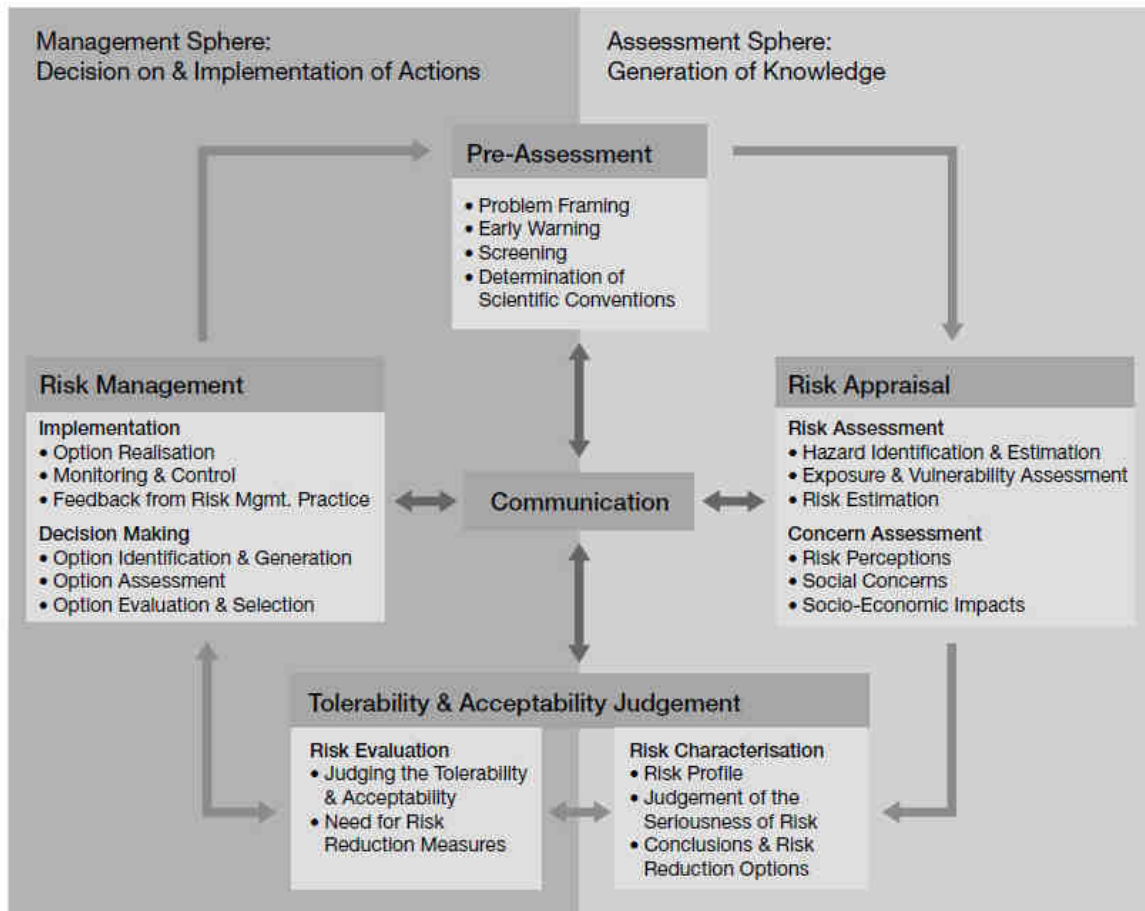 Management Sphere:
Decision on & Implementation of Actions
Assessment Sphere:
Generation of Knowledge
Pre-Assessment
• Problem Framing
• Early Warning
• Screening
• Determination of
Scientific Conventions
Risk Management
Implementation
• Option Realisation
• Monitoring & Control
• Feedback from Risk Mgmt. Practice
Decision Making
• Option Identification & Generation
• Option Assessment
• Option Evaluation & Selection
Communication
Risk Appraisal
Risk Assessment
• Hazard Identification & Estimation
• Exposure & Vulnerability Assessment
• Risk Estimation
Concern Assessment
• Risk Perceptions
• Social Concerns
• Socio-Economic Impacts
Tolerability & Acceptability Judgement
Risk Evaluation
• Judging the Tolerability
& Acceptability
• Need for Risk
Reduction Measures
Risk Characterisation
• Risk Profile
• Judgement of the
Seriousness of Risk
• Conclusions & Risk
Reduction Options